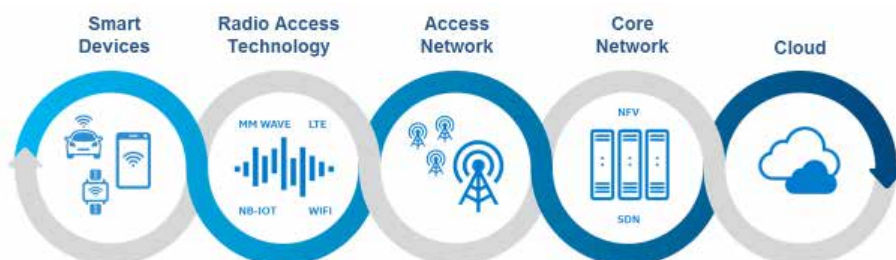 Smart
Devices
Radio Access
Technology
Access
Network
Core
Network
Cloud
MM WAVE LTE
NB-IOT WIFI
NFV
SDN